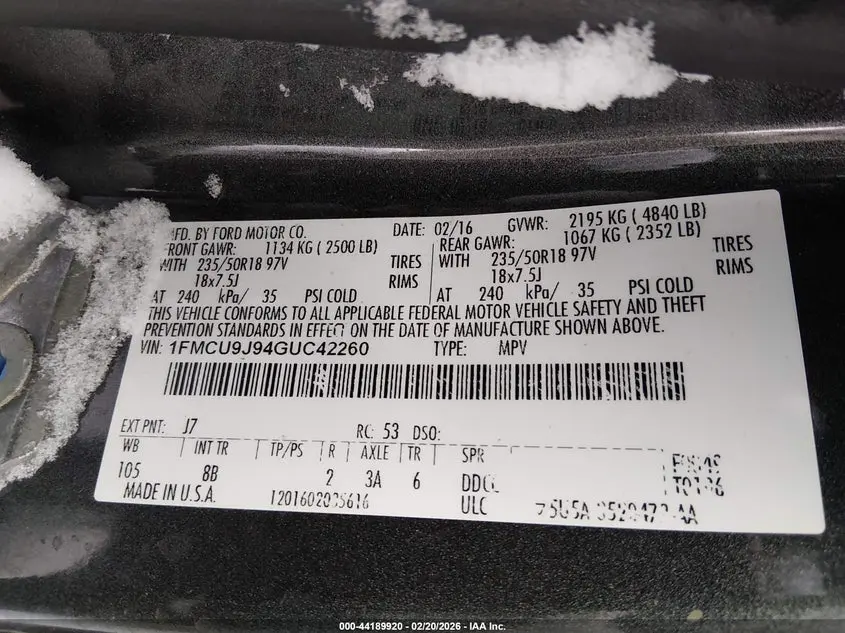 MFD. BY FORD MOTOR CO. DATE: 02/16 GVWR: 2195 KG ( 4840 LB)
FRONT GAWR: 1134 KG ( 2500 LB) REAR GAWR: 1067 KG ( 2352 LB)
WITH 235/50R18 97V TIRES WITH 235/50R18 97V TIRES
18x7.5J RIMS 18x7.5J RIMS
AT 240 kPa/ 35 PSI COLD AT 240 kPa/ 35 PSI COLD
THIS VEHICLE CONFORMS TO ALL APPLICABLE FEDERAL MOTOR VEHICLE SAFETY AND THEFT
PREVENTION STANDARDS IN EFFECT ON THE DATE OF MANUFACTURE SHOWN ABOVE.
VIN: 1FMCU9J94GUC42260 TYPE: MPV
EXT PNT: J7 RC: 53 DSO:
WB INT TR TP/PS R AXLE TR SPR
105 8B 2 3A 6 DDCL
MADE IN U.S.A. ULC
000-44189920 - 02/20/2026 - IAA Inc.